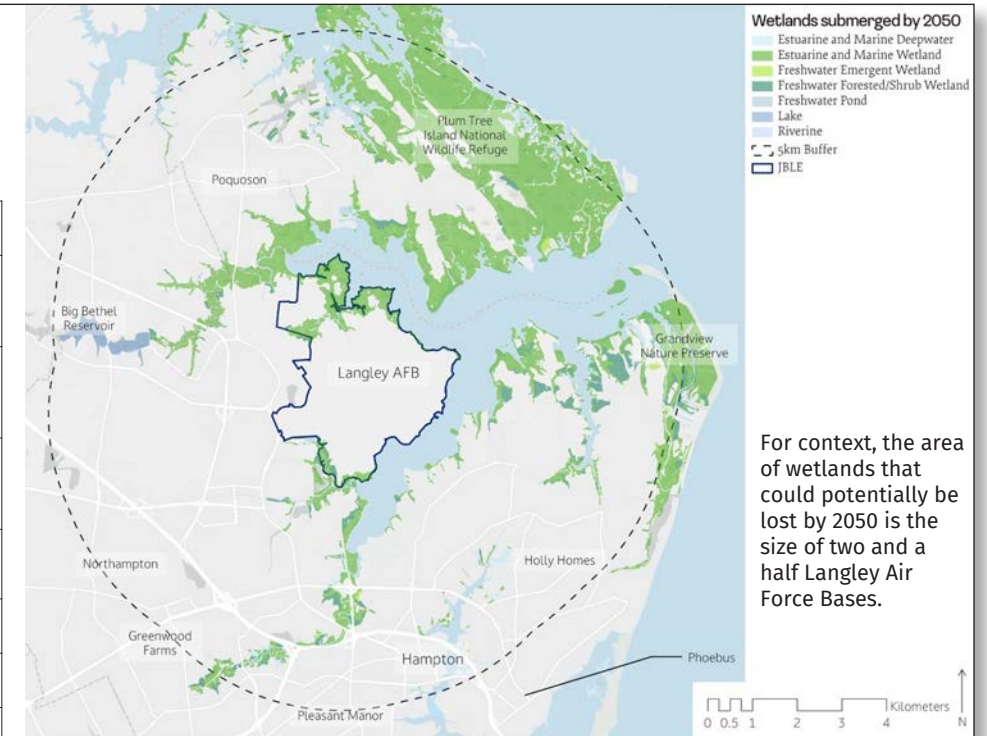 Wetlands submerged by 2050
Estuarine and Marine Deepwater
Estuarine and Marine Wetland
Freshwater Emergent Wetland
Freshwater Forested/Shrub Wetland
Freshwater Pond
Lake
Riverine
5km Buffer
JBLE
Plum Tree
Island National
Wildlife Refuge
Poquoson
Big Bethel
Reservoir
Grandview
Nature Preserve
Langley AFB
For context, the area
of wetlands that
could potentially be
lost by 2050 is the
size of two and a
half Langley Air
Force Bases.
Northampton
Holly Homes
Greenwood
Farms
Hampton
Phoebus
Pleasant Manor
Kilometers
0 0.5 1 2 3 4
N